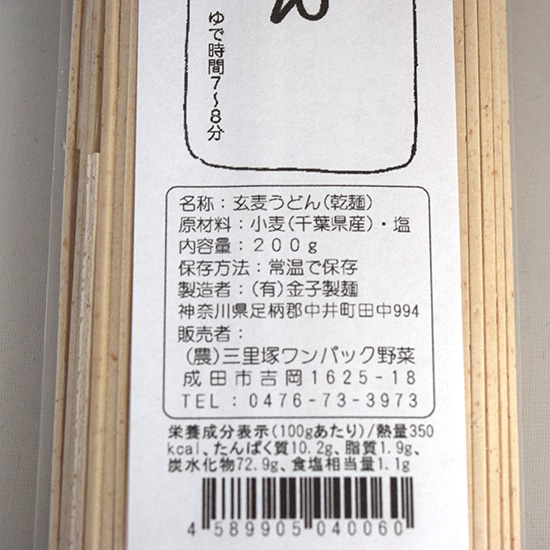 ん
ゆで時間7～8分
名称：玄麦うどん(乾麺)
原材料：小麦(千葉県産)・塩
内容量：200g
保存方法：常温で保存
製造者：(有)金子製麺
神奈川県足柄郡中井町田中994
販売者：
(農)三里塚ワンパック野菜
成田市吉岡1625-18
TEL：0476-73-3973
栄養成分表示(100gあたり)/熱量350
kcal、たんぱく質10.2g、脂質1.9g、
炭水化物72.9g、食塩相当量1.1g
4 589905 040060